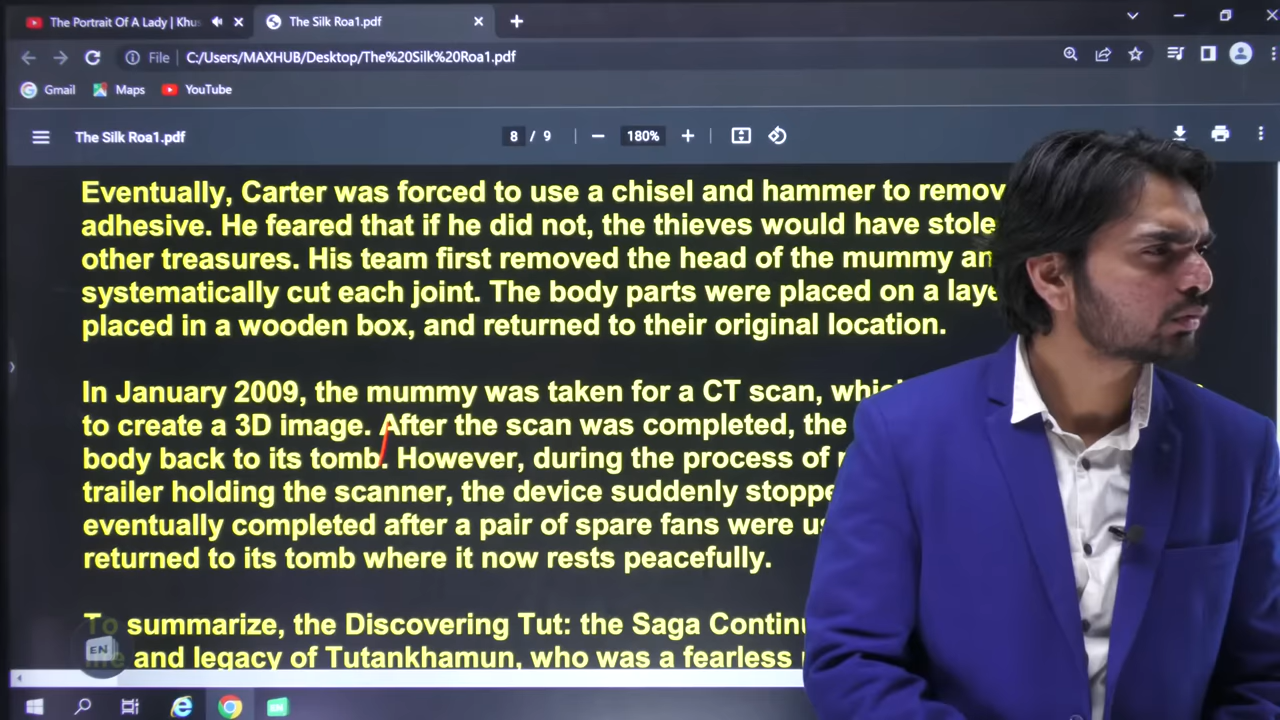 The Portrait Of A Lady | Khus
The Silk Roa1.pdf
File
C:/Users/MAXHUB/Desktop/The%20Silk%20Roa1.pdf
Gmail
Maps
YouTube
The Silk Roa1.pdf
8 / 9
180%
Eventually, Carter was forced to use a chisel and hammer to remov
adhesive. He feared that if he did not, the thieves would have stole
other treasures. His team first removed the head of the mummy an
systematically cut each joint. The body parts were placed on a laye
placed in a wooden box, and returned to their original location.
In January 2009, the mummy was taken for a CT scan,
to create a 3D image. After the scan was completed, the
body back to its tomb. However, during the process of
trailer holding the scanner, the device suddenly stoppe
eventually completed after a pair of spare fans were
returned to its tomb where it now rests peacefully.
To summarize, the Discovering Tut: the Saga Continu
and legacy of Tutankhamun, who was a fearless
EN